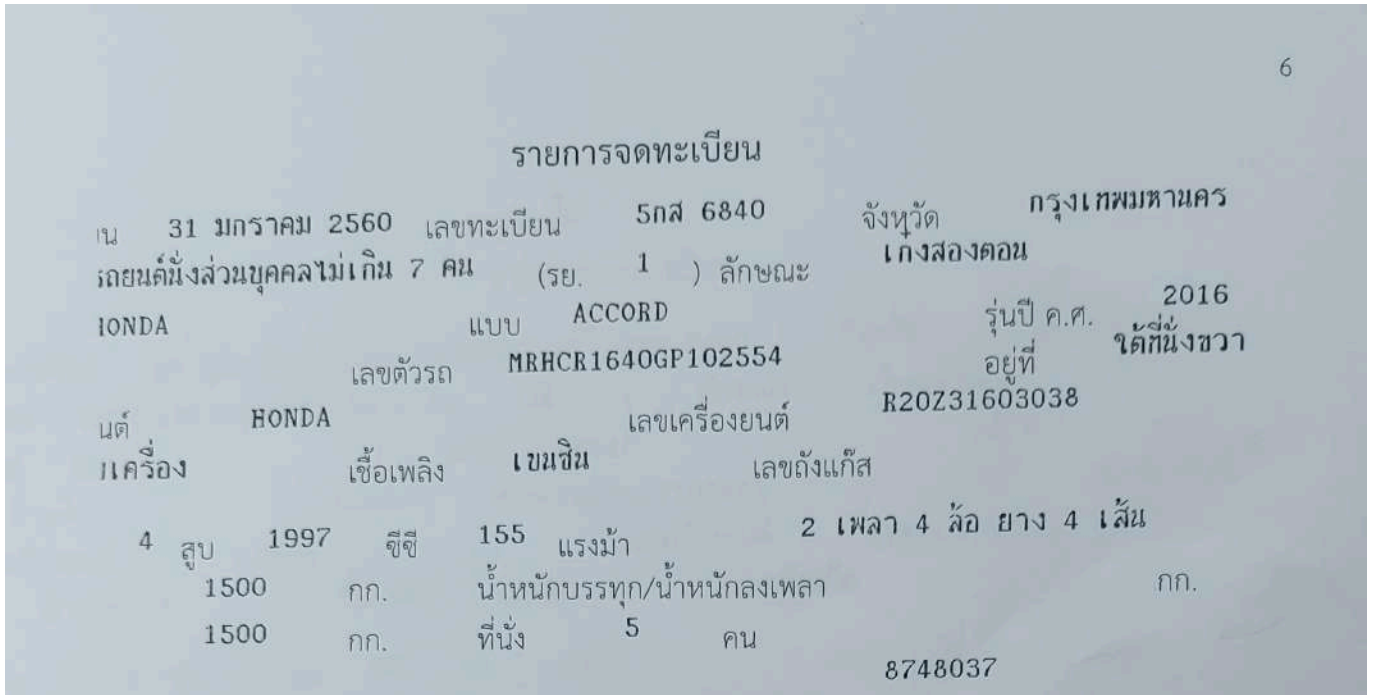 6
รายการจดทะเบียน
31 มกราคม 2560 เลขทะเบียน 5กส 6840 จังหวัด กรุงเทพมหานคร
รถยนต์นั่งส่วนบุคคลไม่เกิน 7 คน (รย. 1 ) ลักษณะ เก๋งสองตอน
HONDA แบบ ACCORD รุ่นปี ค.ศ. 2016
เลขตัวรถ MRHCR1640GP102554 อยู่ที่ ใต้ที่นั่งขวา
นต์ HONDA เลขเครื่องยนต์ R20Z31603038
เครื่อง เชื้อเพลิง เบนซิน เลขถังแก๊ส
4 สูบ 1997 ซีซี 155 แรงม้า 2 เพลา 4 ล้อ ยาง 4 เส้น
1500 กก. น้ำหนักบรรทุก/น้ำหนักลงเพลา กก.
1500 กก. ที่นั่ง 5 คน
8748037